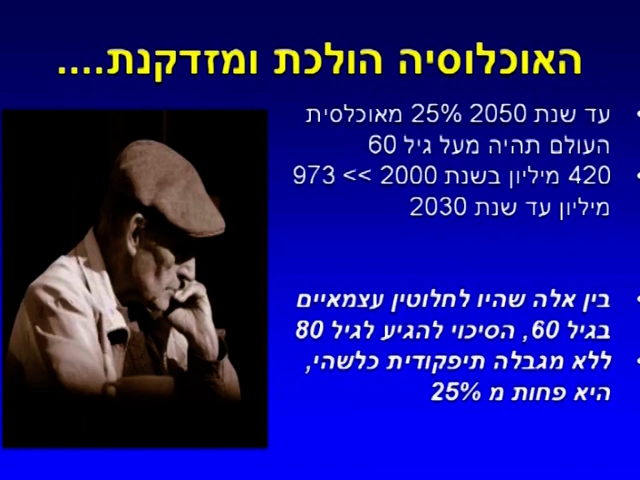 האוכלוסיה הולכת ומזדקנת....
• עד שנת 2050 25% מאוכלסית
העולם תהיה מעל גיל 60
• 420 מיליון בשנת 2000 >> 973
מיליון עד שנת 2030
• בין אלה שהיו לחלוטין עצמאיים
בגיל 60, הסיכוי להגיע לגיל 80
• ללא מגבלה תיפקודית כלשהי,
היא פחות מ 25%